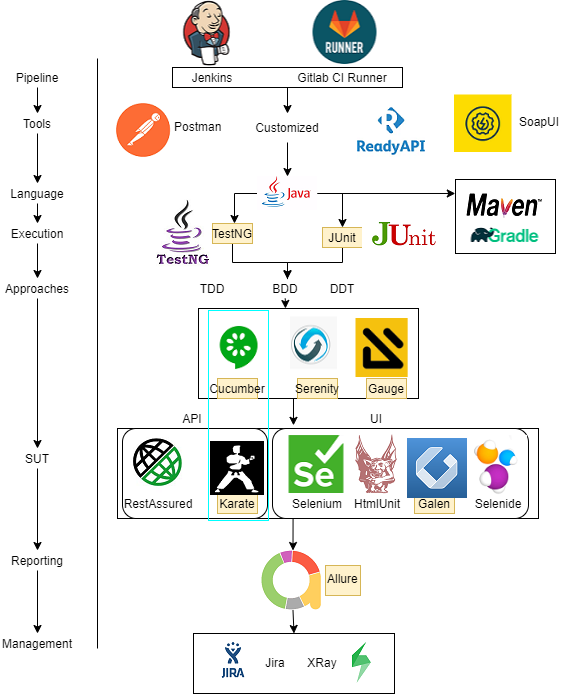 RUNNER
Pipeline
Jenkins
Gitlab CI Runner
Tools
Postman
Customized
ReadyAPI
SoapUI
Language
Java
Maven™
Gradle
Execution
TestNG
TestNG
JUnit
JUnit
Approaches
TDD
BDD
DDT
Cucumber
Serenity
Gauge
API
UI
SUT
Se
RestAssured
Karate
Selenium
HtmlUnit
Galen
Selenide
Reporting
Allure
Management
JIRA
Jira
XRay